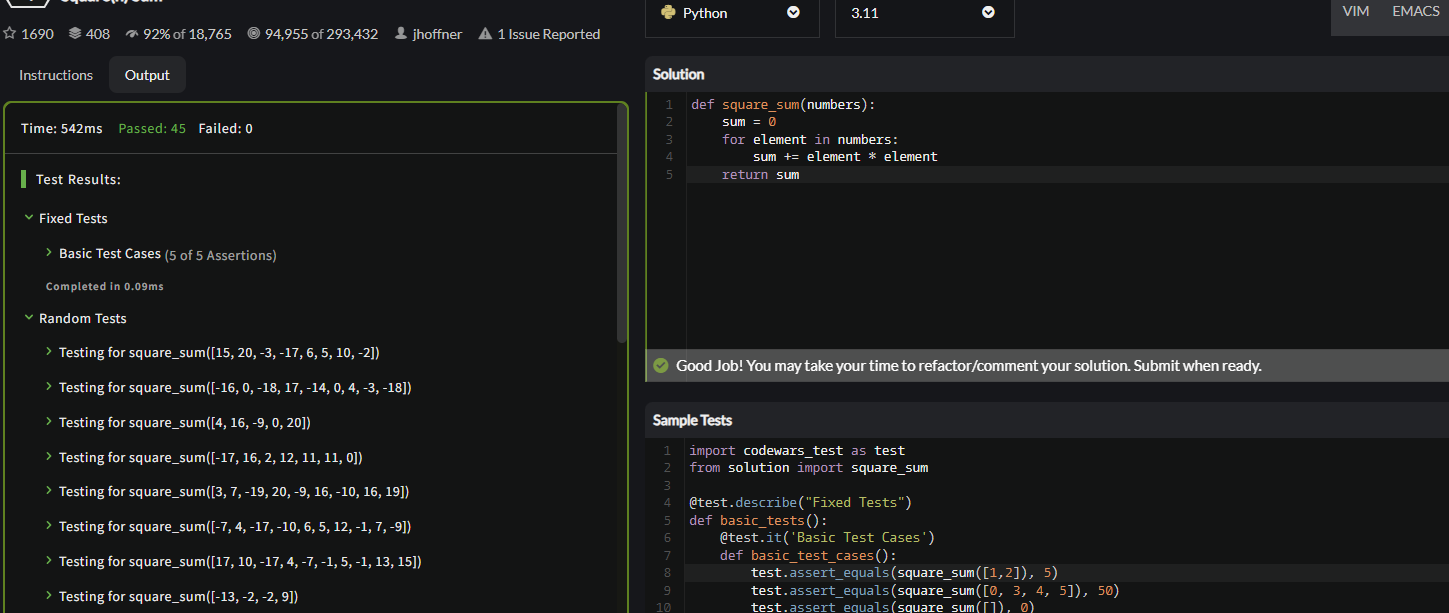 1690 408 92% of 18,765 94,955 of 293,432 jhoffner 1 Issue Reported
Instructions Output
Time: 542ms Passed: 45 Failed: 0
Test Results:
Fixed Tests
Basic Test Cases (5 of 5 Assertions)
Completed in 0.09ms
Random Tests
Testing for square_sum([15, 20, -3, -17, 6, 5, 10, -2])
Testing for square_sum([-16, 0, -18, 17, -14, 0, 4, -3, -18])
Testing for square_sum([4, 16, -9, 0, 20])
Testing for square_sum([-17, 16, 2, 12, 11, 11, 0])
Testing for square_sum([3, 7, -19, 20, -9, 16, -10, 16, 19])
Testing for square_sum([-7, 4, -17, -10, 6, 5, 12, -1, 7, -9])
Testing for square_sum([17, 10, -17, 4, -7, -1, 5, -1, 13, 15])
Testing for square_sum([-13, -2, -2, 9])
Python 3.11 VIM EMACS
Solution
1 def square_sum(numbers):
2 sum = 0
3 for element in numbers:
4 sum += element * element
5 return sum
Good Job! You may take your time to refactor/comment your solution. Submit when ready.
Sample Tests
1 import codewars_test as test
2 from solution import square_sum
3
4 @test.describe("Fixed Tests")
5 def basic_tests():
6 @test.it('Basic Test Cases')
7 def basic_test_cases():
8 test.assert_equals(square_sum([1,2]), 5)
9 test.assert_equals(square_sum([0, 3, 4, 5]), 50)
10 test.assert_equals(square_sum([]), 0)